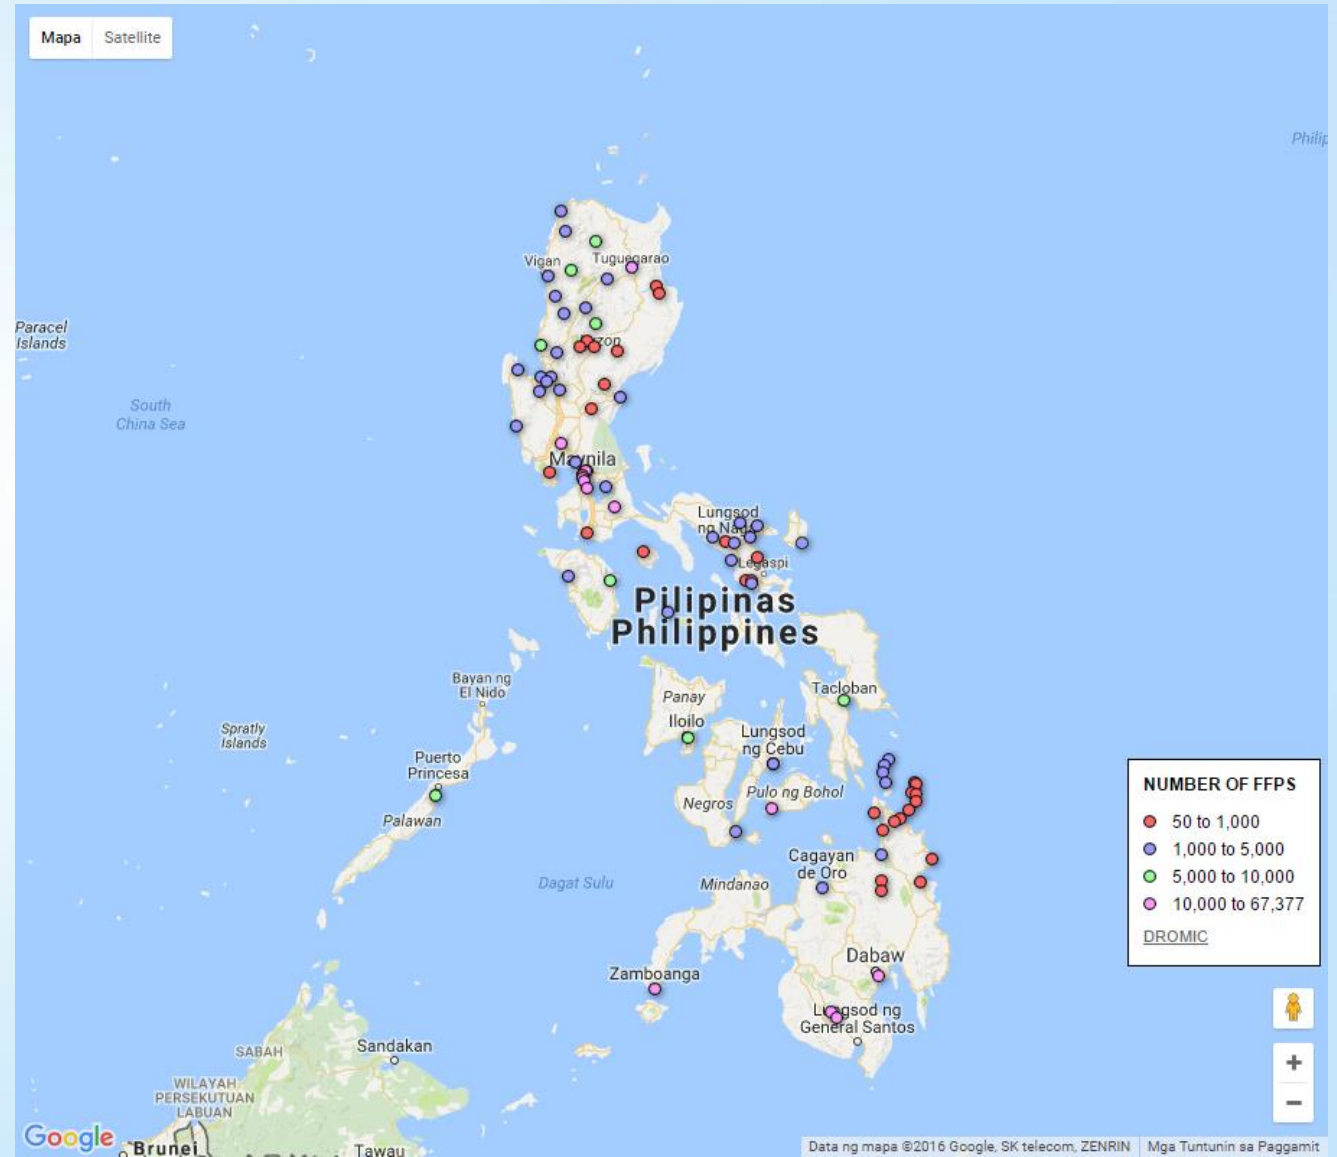 Mapa
Satellite
Philip
Vigan
Tuguegarao
Paracel
Islands
zon
South
China Sea
Maynila
Lungsod
ng Naga
Legaspi
Pilipinas
Philippines
Bayan ng
El Nido
Panay
Tacloban
Iloilo
Spratly
Islands
Lungsod
ng Cebu
Puerto
Princesa
Pulo ng Bohol
Negros
Palawan
NUMBER OF FFPS
50 to 1,000
1,000 to 5,000
5,000 to 10,000
10,000 to 67,377
DROMIC
Cagayan
de Oro
Dagat Sulu
Mindanao
Dabaw
Zamboanga
Lungsod ng
General Santos
Sandakan
SABAH
WILAYAH
PERSEKUTUAN
LABUAN
Google
Brunei
Tawau
Data ng mapa ©2016 Google, SK telecom, ZENRIN
Mga Tuntunin sa Paggamit